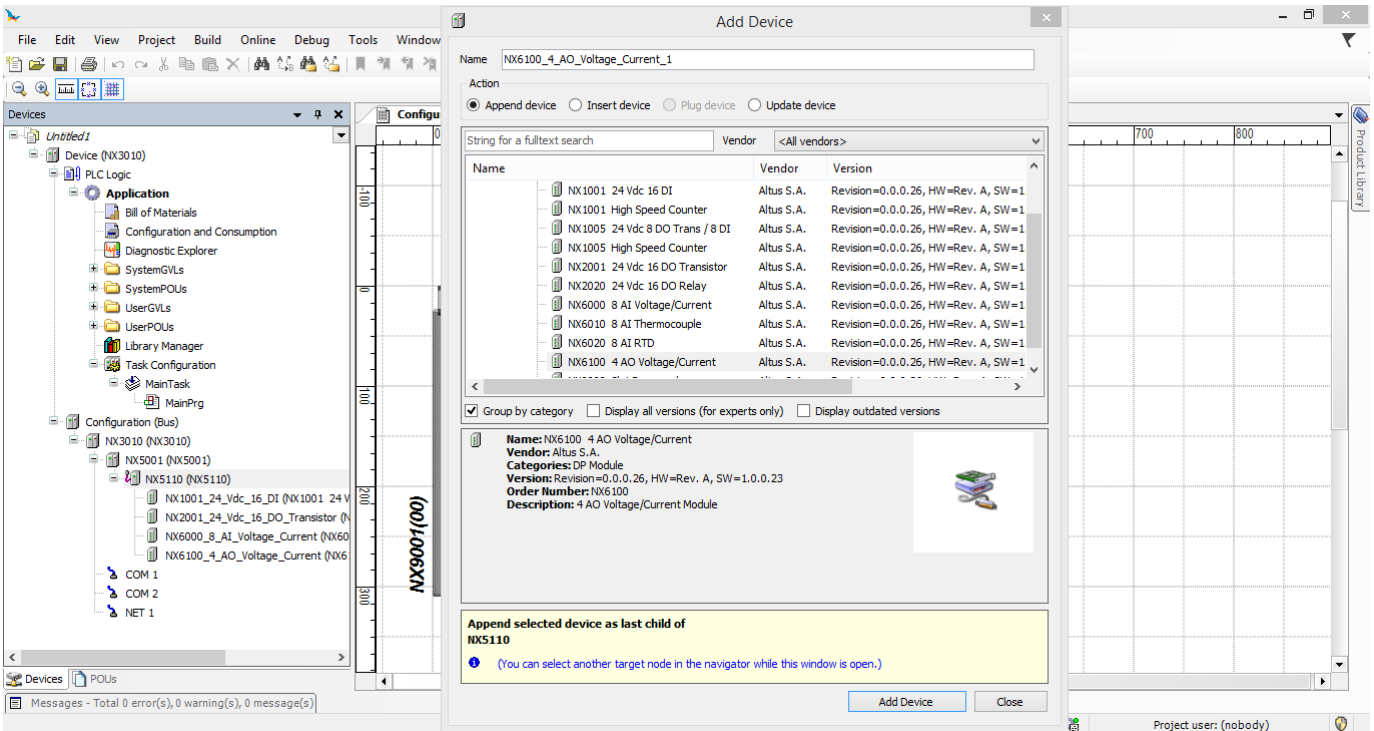 Add Device
File Edit View Project Build Online Debug Tools Window
Name NX6100_4_AO_Voltage_Current_1
Action
Append device Insert device Plug device Update device
Devices
Configu
String for a fulltext search Vendor <All vendors>
Name Vendor Version
NX1001 24 Vdc 16 DI Altus S.A. Revision=0.0.0.26, HW=Rev. A, SW=1
NX1001 High Speed Counter Altus S.A. Revision=0.0.0.26, HW=Rev. A, SW=1
NX1005 24 Vdc 8 DO Trans / 8 DI Altus S.A. Revision=0.0.0.26, HW=Rev. A, SW=1
NX1005 High Speed Counter Altus S.A. Revision=0.0.0.26, HW=Rev. A, SW=1
NX2001 24 Vdc 16 DO Transistor Altus S.A. Revision=0.0.0.26, HW=Rev. A, SW=1
NX2020 24 Vdc 16 DO Relay Altus S.A. Revision=0.0.0.26, HW=Rev. A, SW=1
NX6000 8 AI Voltage/Current Altus S.A. Revision=0.0.0.26, HW=Rev. A, SW=1
NX6010 8 AI Thermocouple Altus S.A. Revision=0.0.0.26, HW=Rev. A, SW=1
NX6020 8 AI RTD Altus S.A. Revision=0.0.0.26, HW=Rev. A, SW=1
NX6100 4 AO Voltage/Current Altus S.A. Revision=0.0.0.26, HW=Rev. A, SW=1
Group by category Display all versions (for experts only) Display outdated versions
Name: NX6100 4 AO Voltage/Current
Vendor: Altus S.A.
Categories: DP Module
Version: Revision=0.0.0.26, HW=Rev. A, SW=1.0.0.23
Order Number: NX6100
Description: 4 AO Voltage/Current Module
Append selected device as last child of
NX5110
(You can select another target node in the navigator while this window is open.)
Add Device Close
Untitled1
Device (NX3010)
PLC Logic
Application
Bill of Materials
Configuration and Consumption
Diagnostic Explorer
SystemGVLs
SystemPOUs
UserGVLs
UserPOUs
Library Manager
Task Configuration
MainTask
MainPrg
Configuration (Bus)
NX3010 (NX3010)
NX5001 (NX5001)
NX5110 (NX5110)
NX1001_24_Vdc_16_DI (NX1001 24 V
NX2001_24_Vdc_16_DO_Transistor (N
NX6000_8_AI_Voltage_Current (NX60
NX6100_4_AO_Voltage_Current (NX6
COM 1
COM 2
NET 1
Devices POUs
Messages - Total 0 error(s), 0 warning(s), 0 message(s)
0
700 800
-100
0
100
200
300
NX9001(00)
Product Library
Project user: (nobody)